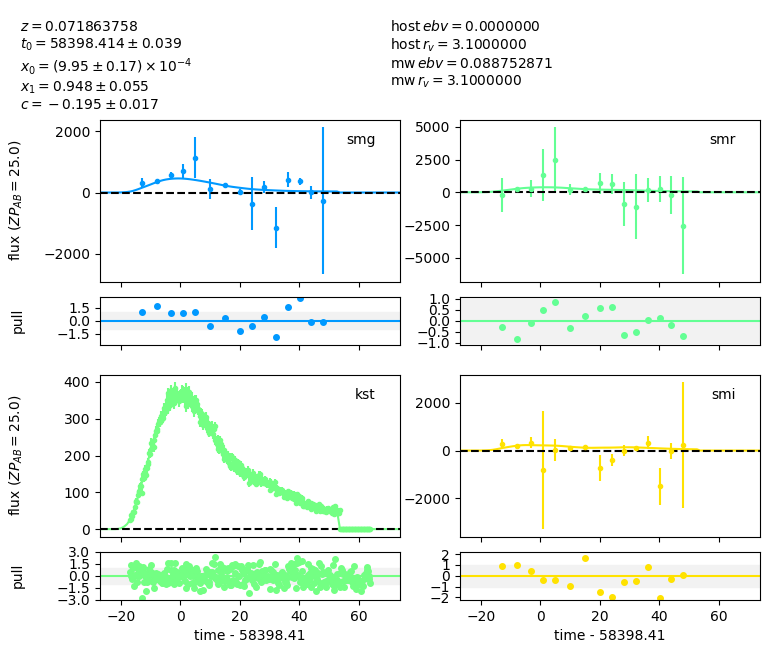 z = 0.071863758
t₀ = 58398.414 ± 0.039
x₀ = (9.95 ± 0.17) × 10⁻⁴
x₁ = 0.948 ± 0.055
c = −0.195 ± 0.017
host ebv = 0.0000000
host rᵥ = 3.1000000
mw ebv = 0.088752871
mw rᵥ = 3.1000000
flux (ZP_AB = 25.0)
2000
0
−2000
smg
5000
2500
0
−2500
−5000
smr
pull
1.5
0.0
−1.5
1.0
0.5
0.0
−0.5
−1.0
flux (ZP_AB = 25.0)
400
300
200
100
0
kst
2000
0
−2000
smi
pull
3.0
1.5
0.0
−1.5
−3.0
2
1
0
−1
−2
−20 0 20 40 60
time - 58398.41
−20 0 20 40 60
time - 58398.41